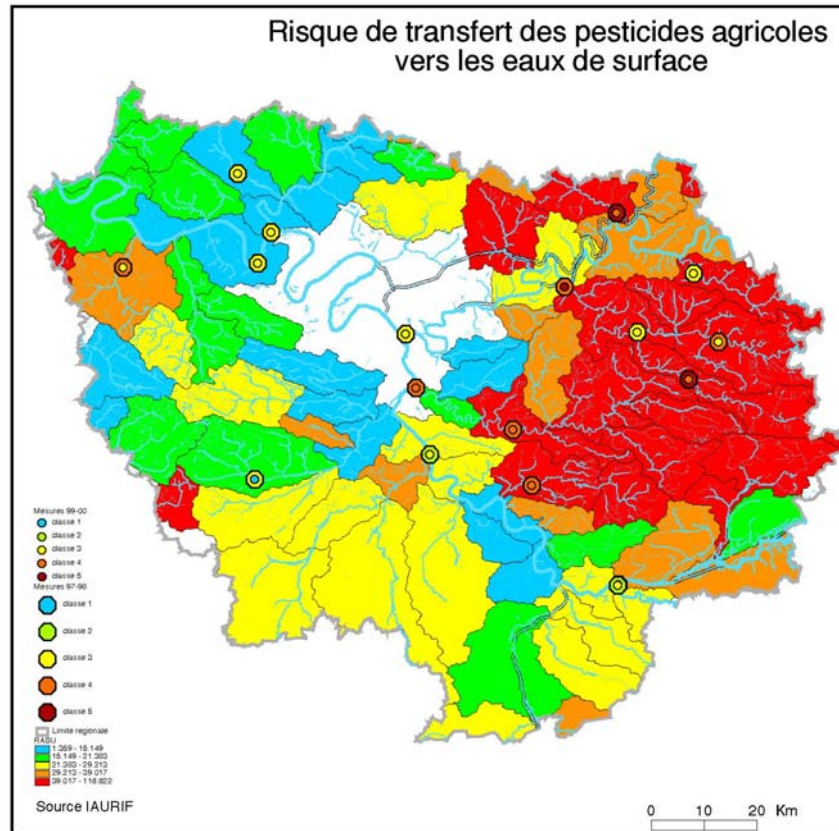 Risque de transfert des pesticides agricoles
vers les eaux de surface
Mesures 99-00
classe 1
classe 2
classe 3
classe 4
classe 5
Mesures 97-98
classe 1
classe 2
classe 3
classe 4
classe 5
Limite regionale
RASU
1.359 - 15.149
15.149 - 21.383
21.383 - 29.213
29.213 - 39.017
39.017 - 116.822
Source IAURIF
0 10 20 Km